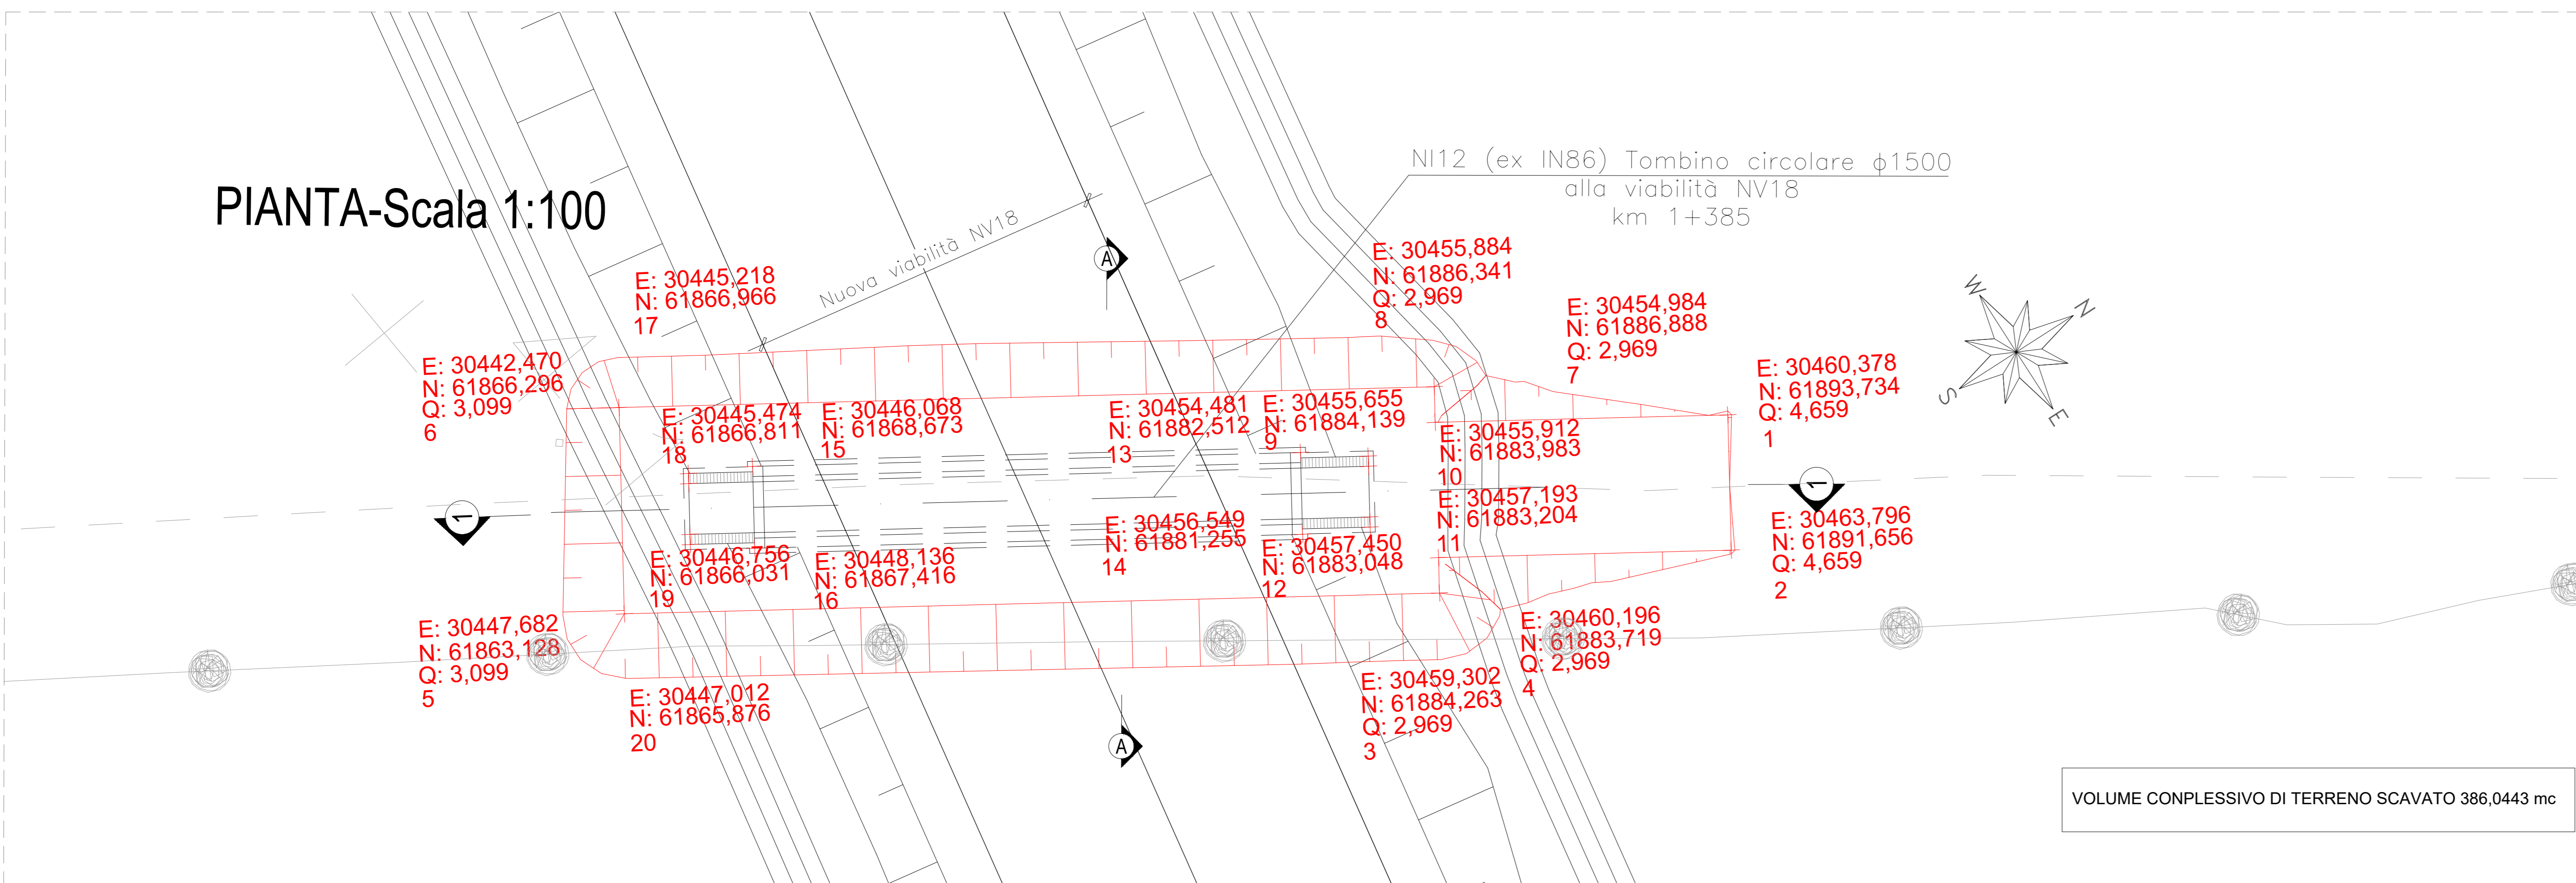 PIANTA-Scala 1:100
NI12 (ex IN86) Tombino circolare ϕ1500
alla viabilità NV18
km 1+385
Nuova viabilità NV18
A
E: 30445,218
N: 61866,966
17
E: 30455,884
N: 61886,341
Q: 2,969
8
E: 30454,984
N: 61886,888
Q: 2,969
7
W
N
S
E
E: 30442,470
N: 61866,296
Q: 3,099
6
E: 30460,378
N: 61893,734
Q: 4,659
1
E: 30445,474
N: 61866,811
18
E: 30446,068
N: 61868,673
15
E: 30454,481
N: 61882,512
13
E: 30455,655
N: 61884,139
9
E: 30455,912
N: 61883,983
10
1
1
E: 30457,193
N: 61883,204
11
E: 30463,796
N: 61891,656
Q: 4,659
2
E: 30446,756
N: 61866,031
19
E: 30448,136
N: 61867,416
16
E: 30456,549
N: 61881,255
14
E: 30457,450
N: 61883,048
12
E: 30447,682
N: 61863,128
Q: 3,099
5
E: 30460,196
N: 61883,719
Q: 2,969
4
E: 30447,012
N: 61865,876
20
E: 30459,302
N: 61884,263
Q: 2,969
3
A
VOLUME CONPLESSIVO DI TERRENO SCAVATO 386,0443 mc